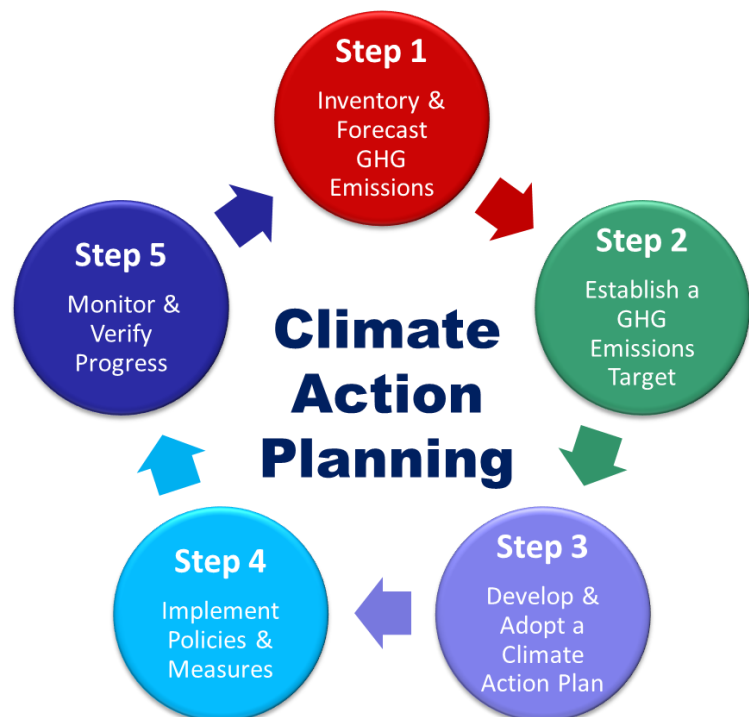 Step 1
Inventory &
Forecast
GHG
Emissions
Step 2
Establish a
GHG
Emissions
Target
Step 3
Develop &
Adopt a
Climate
Action Plan
Step 4
Implement
Policies &
Measures
Step 5
Monitor &
Verify
Progress
Climate
Action
Planning